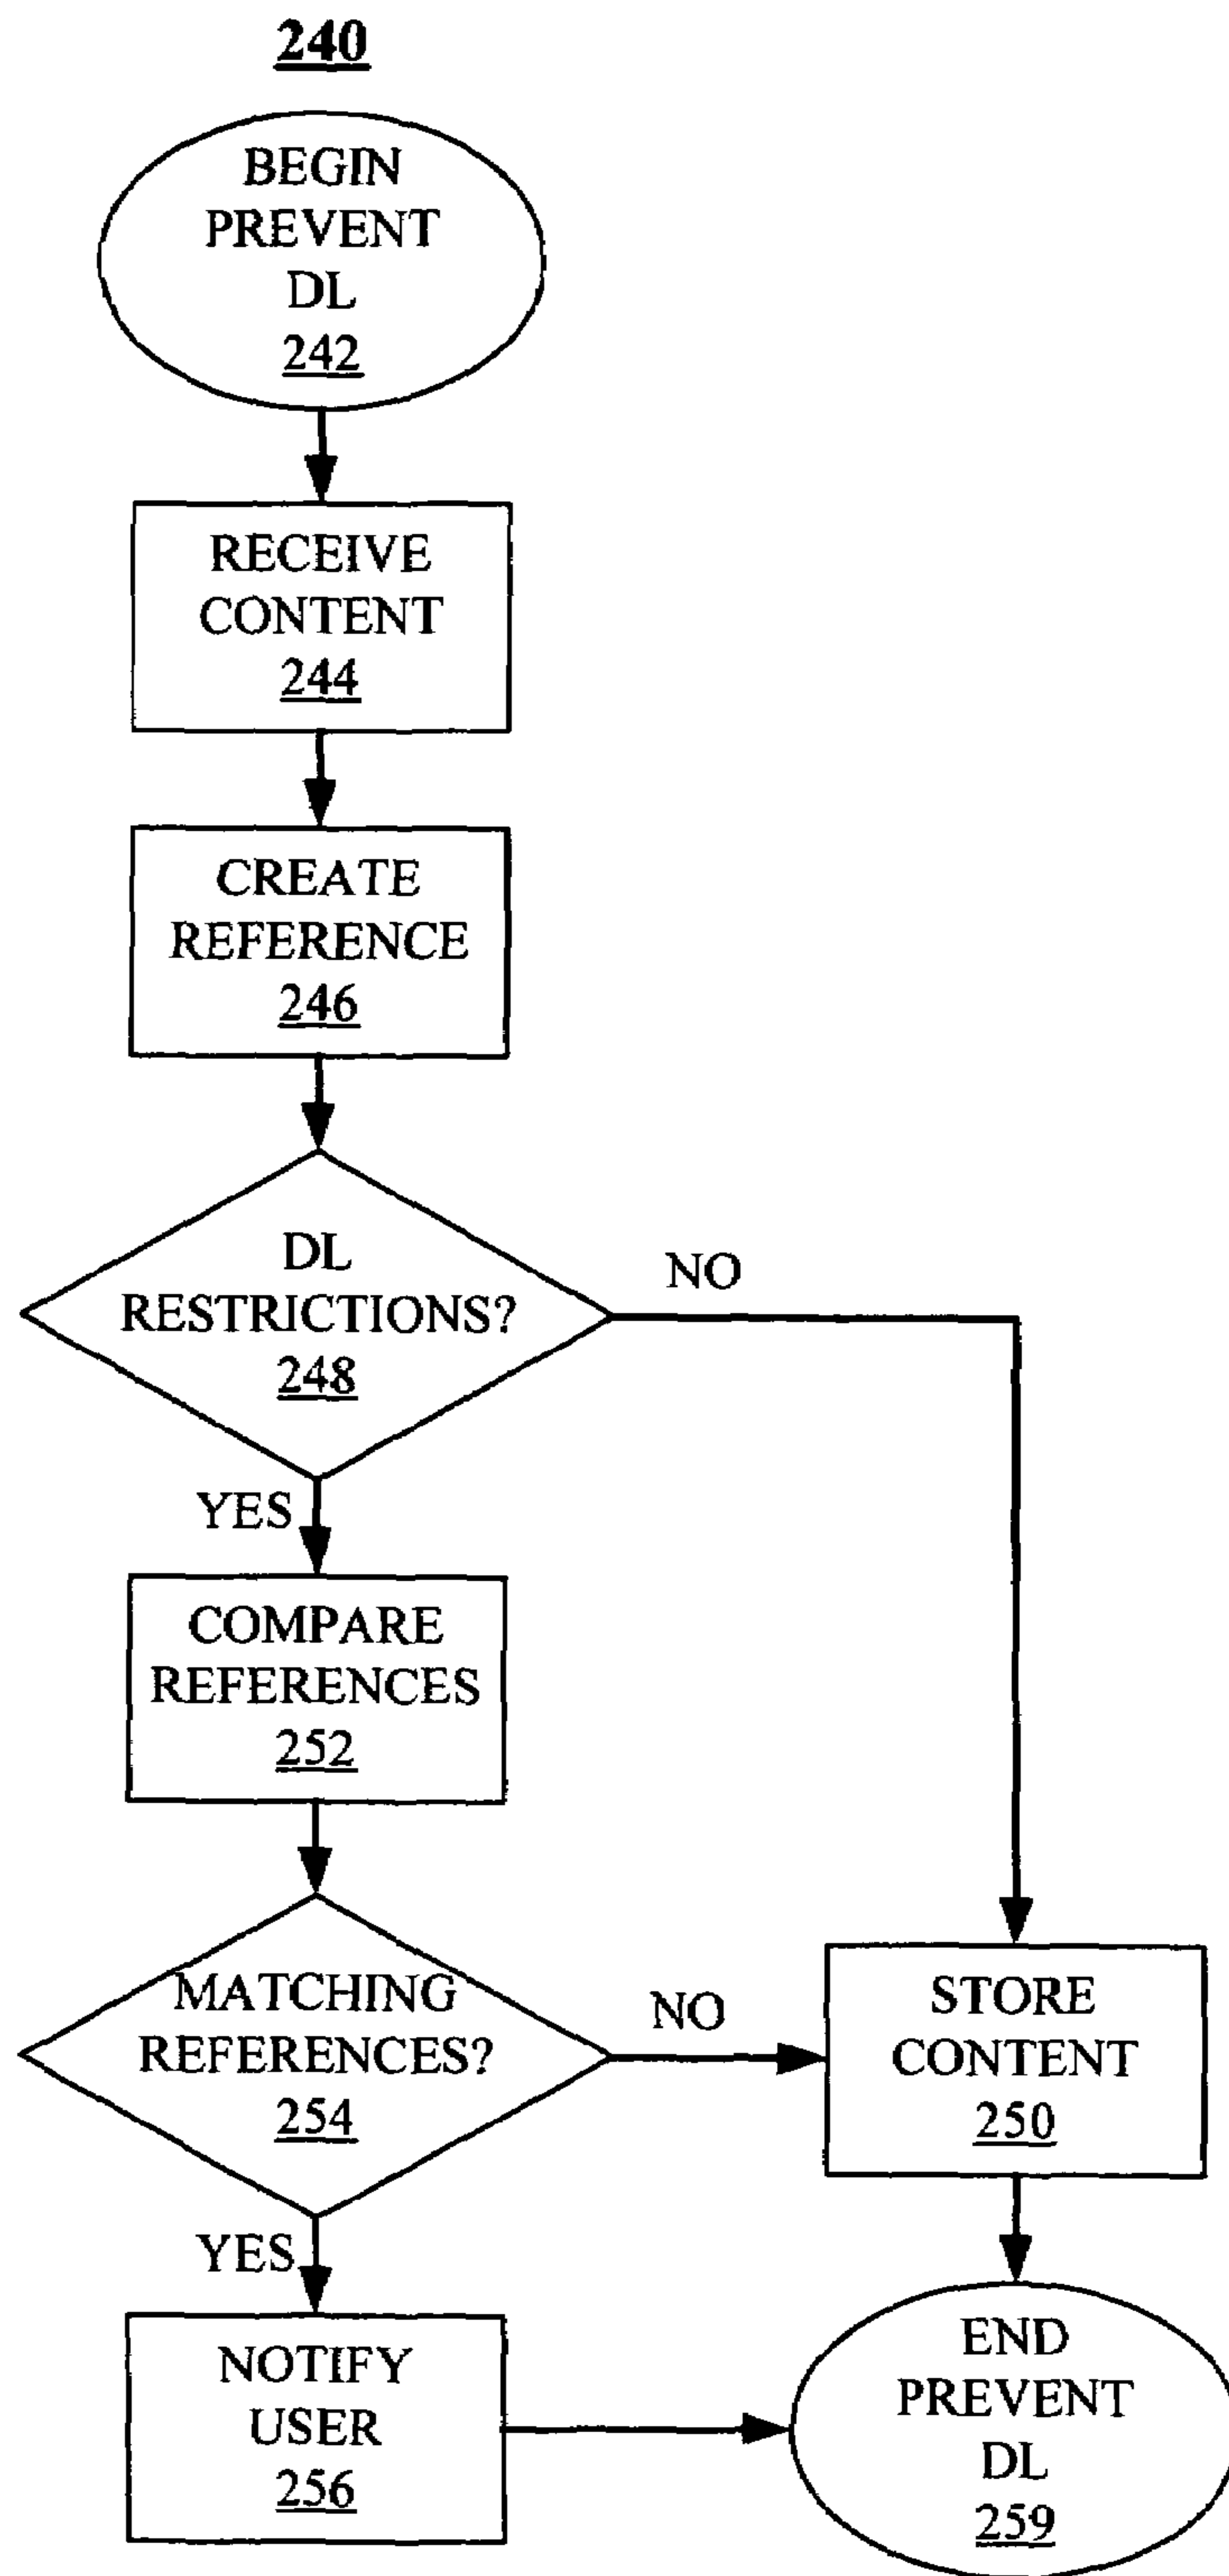 240
BEGIN
PREVENT
DL
242
RECEIVE
CONTENT
244
CREATE
REFERENCE
246
DL
RESTRICTIONS?
248
NO
YES
COMPARE
REFERENCES
252
MATCHING
REFERENCES?
254
NO
STORE
CONTENT
250
YES
NOTIFY
USER
256
END
PREVENT
DL
259